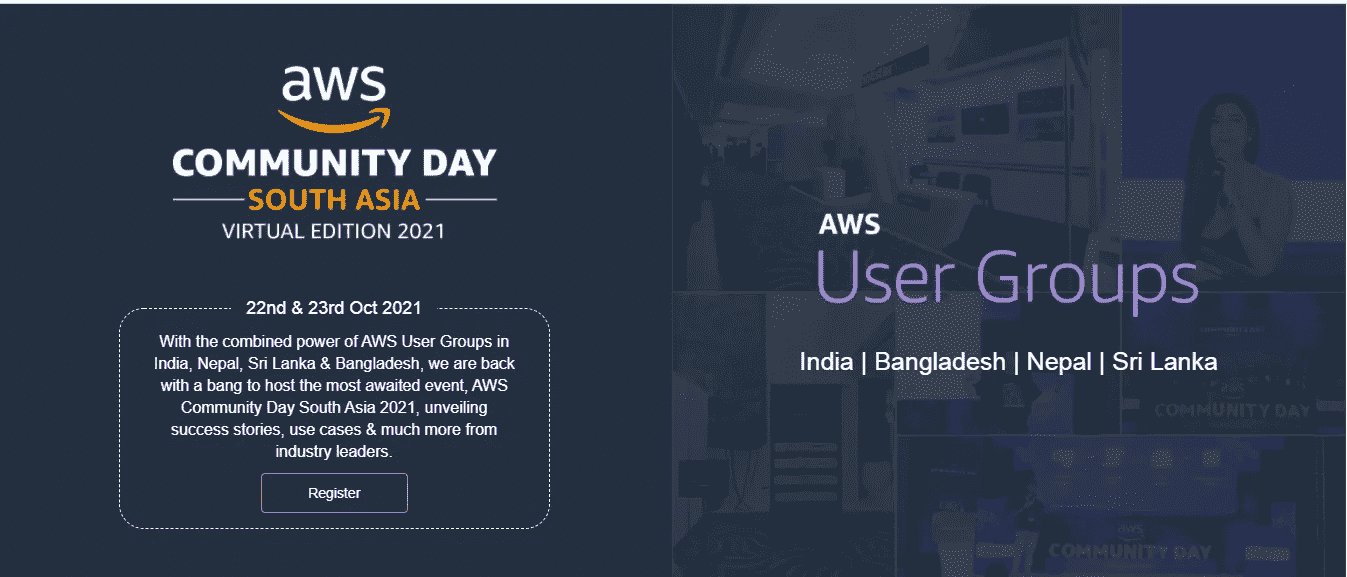 aws
COMMUNITY DAY
SOUTH ASIA
VIRTUAL EDITION 2021
22nd & 23rd Oct 2021
With the combined power of AWS User Groups in
India, Nepal, Sri Lanka & Bangladesh, we are back
with a bang to host the most awaited event, AWS
Community Day South Asia 2021, unveiling
success stories, use cases & much more from
industry leaders.
Register
AWS
User Groups
India | Bangladesh | Nepal | Sri Lanka
aws
COMMUNITY DAY
aws
COMMUNITY DAY